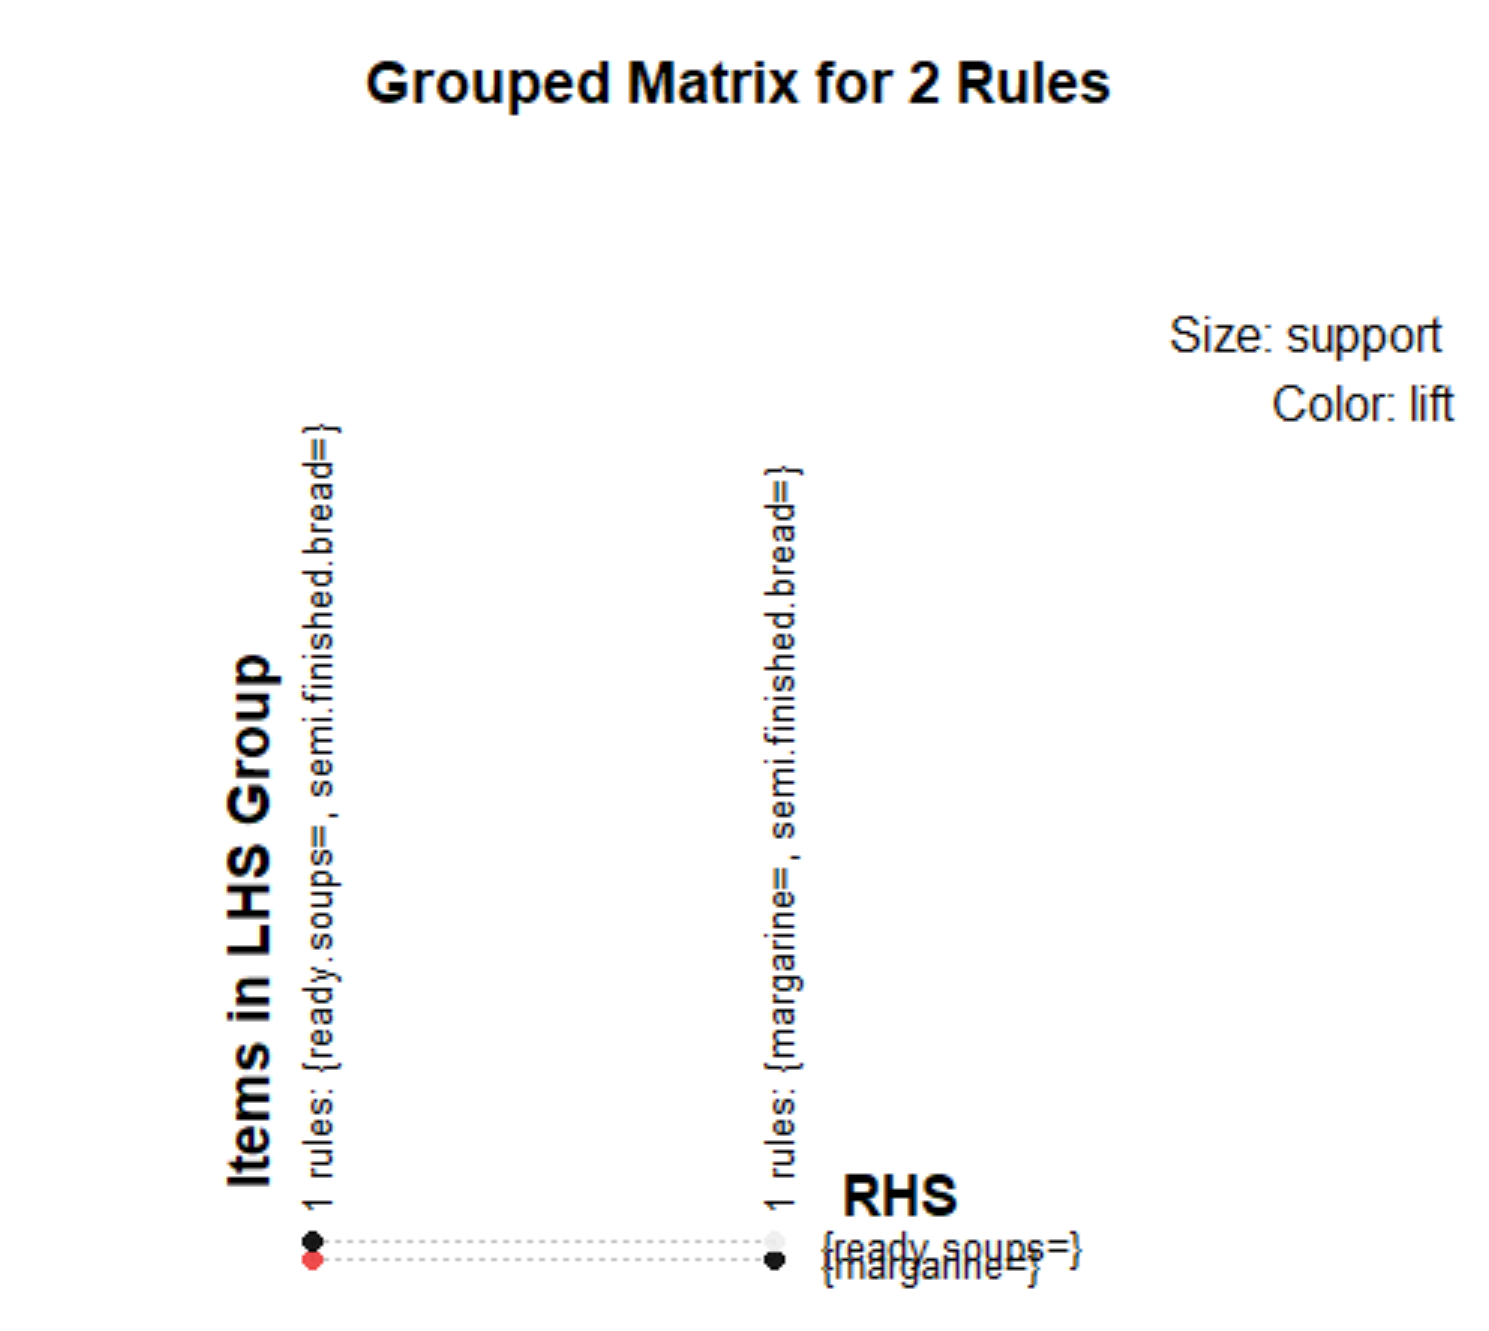 Grouped Matrix for 2 Rules
Size: support
Color: lift
Items in LHS Group
1 rules: {ready.soups=, semi.finished.bread=}
1 rules: {margarine=, semi.finished.bread=}
RHS
{ready.soups=}
{margarine=}